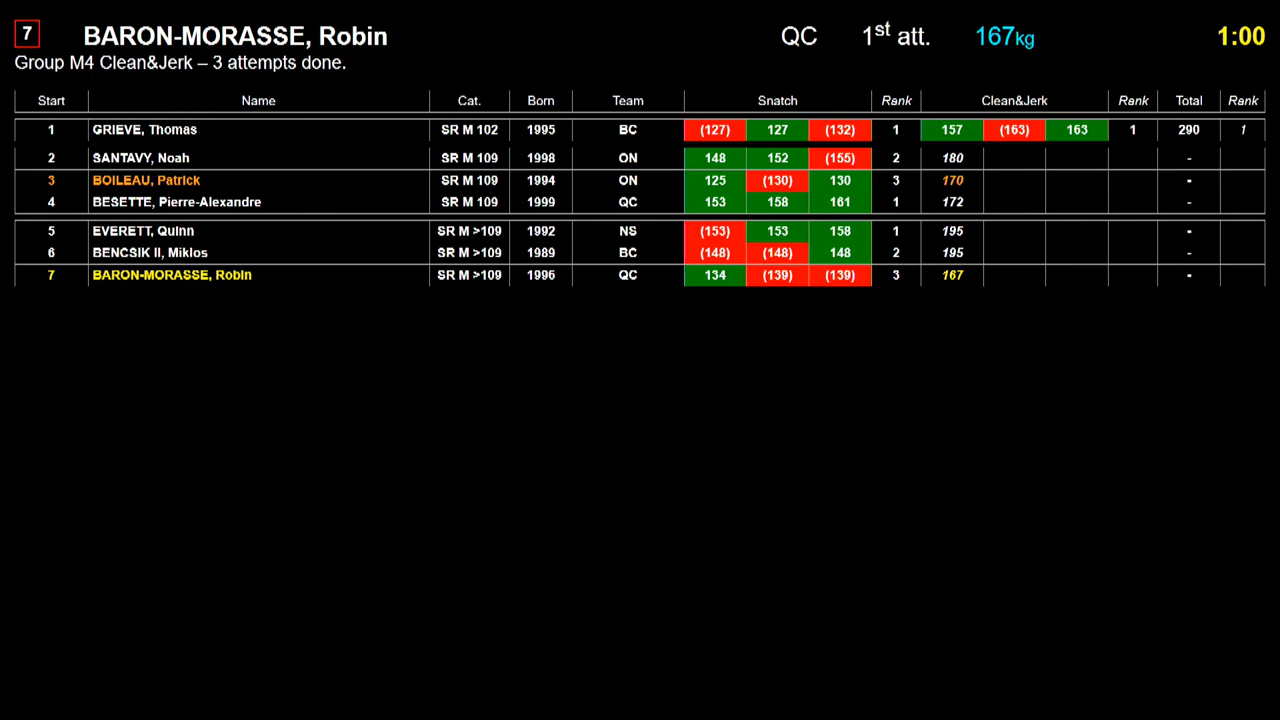 7 BARON-MORASSE, Robin QC 1st att. 167kg 1:00
Group M4 Clean&Jerk – 3 attempts done.
Start Name Cat. Born Team Snatch Rank Clean&Jerk Rank Total Rank
1 GRIEVE, Thomas SR M 102 1995 BC (127) 127 (132) 1 157 (163) 163 1 290 1
2 SANTAVY, Noah SR M 109 1998 ON 148 152 (155) 2 180 -
3 BOILEAU, Patrick SR M 109 1994 ON 125 (130) 130 3 170 -
4 BESETTE, Pierre-Alexandre SR M 109 1999 QC 153 158 161 1 172 -
5 EVERETT, Quinn SR M >109 1992 NS (153) 153 158 1 195 -
6 BENCSIK II, Miklos SR M >109 1989 BC (148) (148) 148 2 195 -
7 BARON-MORASSE, Robin SR M >109 1996 QC 134 (139) (139) 3 167 -